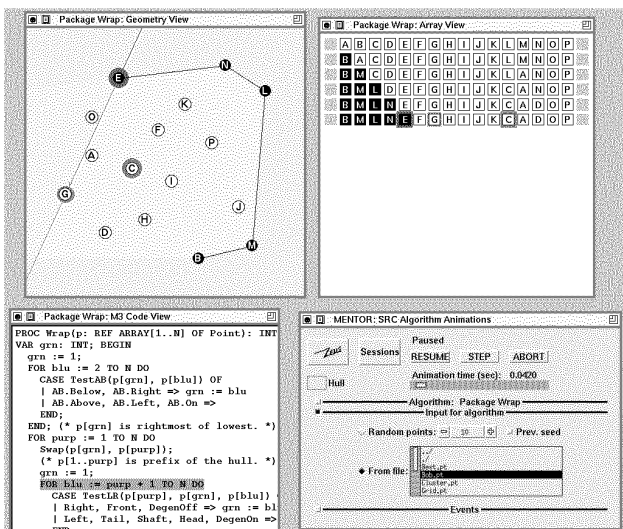 Package Wrap: Geometry View
N
E
L
K
O
F
P
A
C
I
G
J
H
D
M
B
Package Wrap: Array View
A B C D E F G H I J K L M N O P
B A C D E F G H I J K L M N O P
B M C D E F G H I J K L A N O P
B M L D E F G H I J K C A N O P
B M L N E F G H I J K C A D O P
B M L N E F G H I J K C A D O P
Package Wrap: M3 Code View
PROC Wrap(p: REF ARRAY[1..N] OF Point): INT
VAR grn: INT; BEGIN
grn := 1;
FOR blu := 2 TO N DO
CASE TestAB(p[grn], p[blu]) OF
| AB.Below, AB.Right => grn := blu
| AB.Above, AB.Left, AB.On =>
END;
END; (* p[grn] is rightmost of lowest. *)
FOR purp := 1 TO N DO
Swap(p[grn], p[purp]);
(* p[1..purp] is prefix of the hull. *)
grn := 1;
FOR blu := purp + 1 TO N DO
CASE TestLR(p[purp], p[grn], p[blu])
| Right, Front, DegenOff => grn := bl
| Left, Tail, Shaft, Head, DegenOn =>
END
MENTOR: SRC Algorithm Animations
Zeus
Sessions
Paused
RESUME STEP ABORT
Hull
Animation time (sec): 0.0420
Algorithm: Package Wrap
Input for algorithm
Random points: 10 Prev. seed
From file:
../
./
Best.pt
Bob.pt
Cluster.pt
Grid.pt
Events